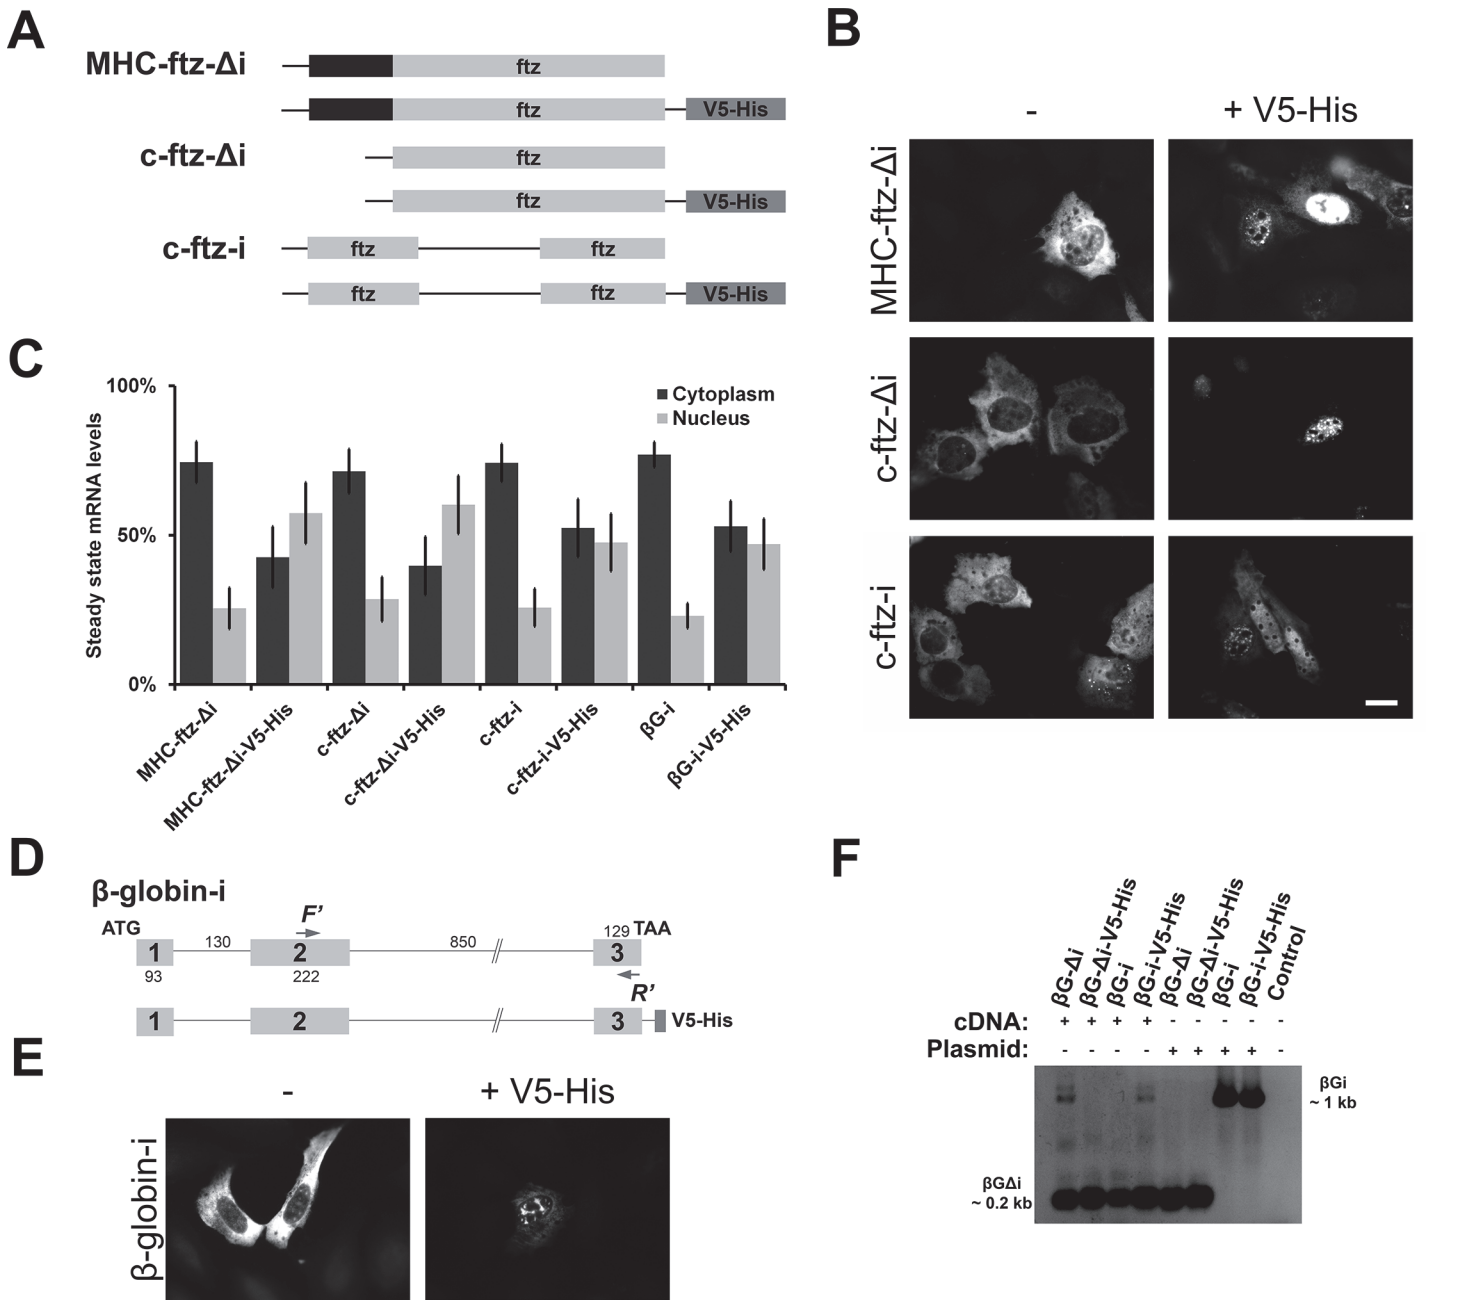 A
MHC-ftz-Δi
ftz
ftz
V5-His
c-ftz-Δi
ftz
ftz
V5-His
c-ftz-i
ftz
ftz
ftz
ftz
V5-His
B
-
+ V5-His
MHC-ftz-Δi
c-ftz-Δi
c-ftz-i
C
100%
50%
0%
Steady state mRNA levels
Cytoplasm
Nucleus
MHC-ftz-Δi
MHC-ftz-Δi-V5-His
c-ftz-Δi
c-ftz-Δi-V5-His
c-ftz-i
c-ftz-i-V5-His
βG-i
βG-i-V5-His
D
β-globin-i
ATG
F'
129
TAA
1
130
2
850
3
93
222
R'
1
2
3
V5-His
E
-
+ V5-His
β-globin-i
F
βG-Δi
βG-Δi-V5-His
βG-i
βG-i-V5-His
βG-Δi
βG-Δi-V5-His
βG-i
βG-i-V5-His
Control
cDNA: + + + + - - - - -
Plasmid: - - - - + + + + -
βGi
~ 1 kb
βGΔi
~ 0.2 kb